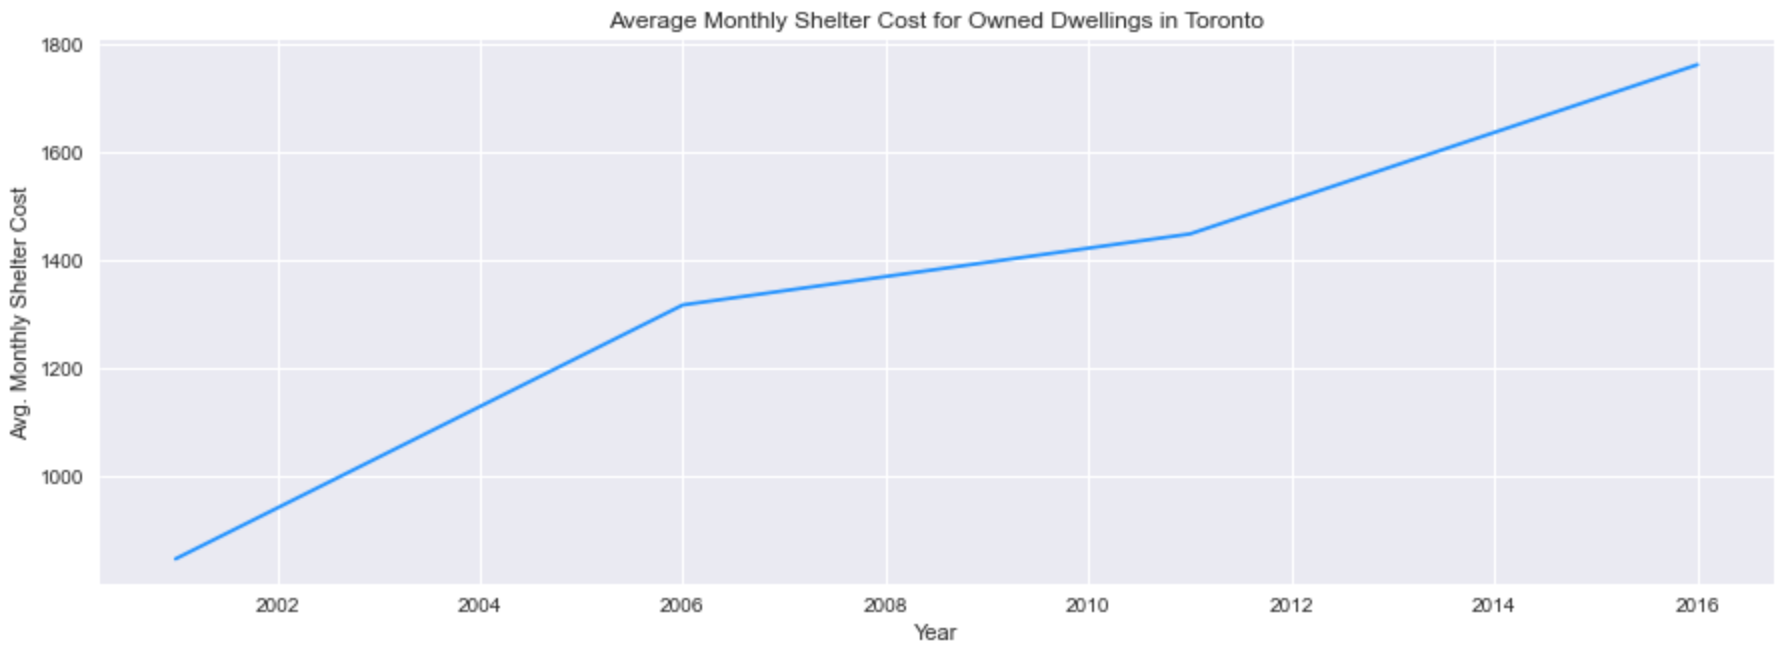 Average Monthly Shelter Cost for Owned Dwellings in Toronto
Avg. Monthly Shelter Cost
1800
1600
1400
1200
1000
2002 2004 2006 2008 2010 2012 2014 2016
Year